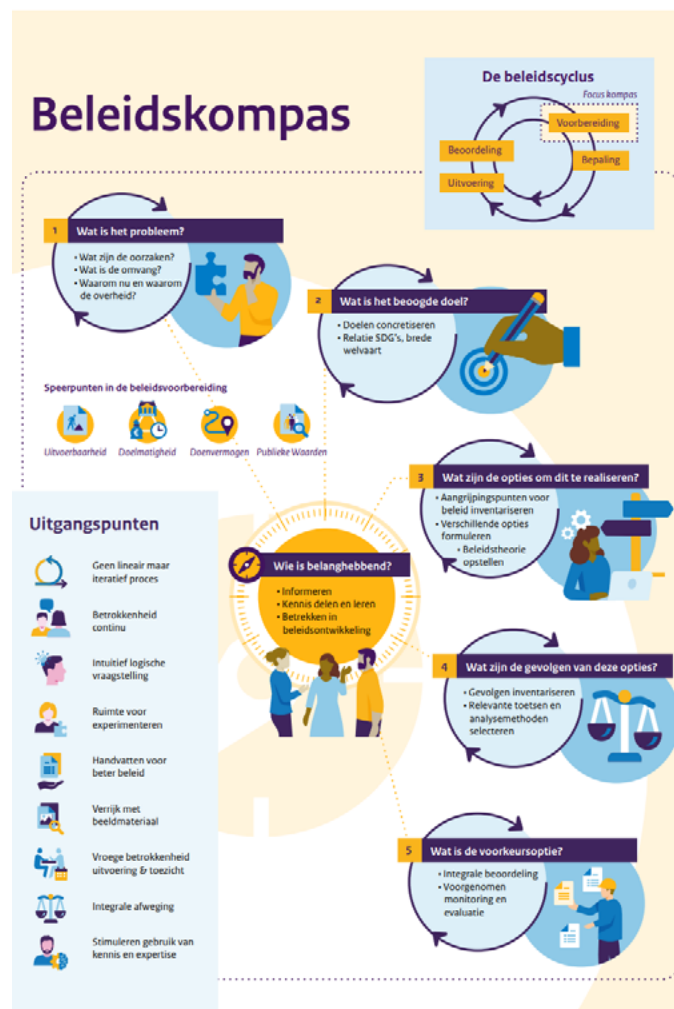 Beleidskompas
De beleidscyclus
Focus kompas
Voorbereiding
Beoordeling
Bepaling
Uitvoering
1 Wat is het probleem?
• Wat zijn de oorzaken?
• Wat is de omvang?
• Waarom nu en waarom
de overheid?
2 Wat is het beoogde doel?
• Doelen concretiseren
• Relatie SDG's, brede
welvaart
Speerpunten in de beleidsvoorbereiding
Uitvoerbaarheid Doelmatigheid Doenvermogen Publieke Waarden
3 Wat zijn de opties om dit te realiseren?
• Aangrijpingspunten voor
beleid inventariseren
• Verschillende opties
formuleren
• Beleidstheorie
opstellen
Uitgangspunten
Geen lineair maar
iteratief proces
Betrokkenheid
continu
Intuitief logische
vraagstelling
Ruimte voor
experimenteren
Handvatten voor
beter beleid
Verrijk met
beeldmateriaal
Vroege betrokkenheid
uitvoering & toezicht
Integrale afweging
Stimuleren gebruik van
kennis en expertise
Wie is belanghebbend?
• Informeren
• Kennis delen en leren
• Betrekken in
beleidsontwikkeling
4 Wat zijn de gevolgen van deze opties?
• Gevolgen inventariseren
• Relevante toetsen en
analysemethoden
selecteren
5 Wat is de voorkeursoptie?
• Integrale beoordeling
• Voorgenomen
monitoring en
evaluatie